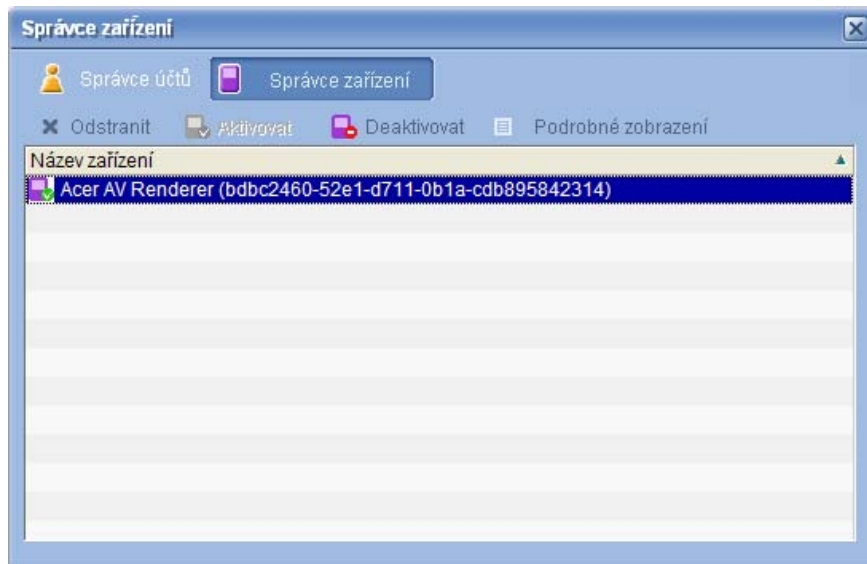 Správce zařízení
Správce účtů Správce zařízení
Odstranit Aktivovat Deaktivovat Podrobné zobrazení
Název zařízení
Acer AV Renderer (bdbc2460-52e1-d711-0b1a-cdb895842314)